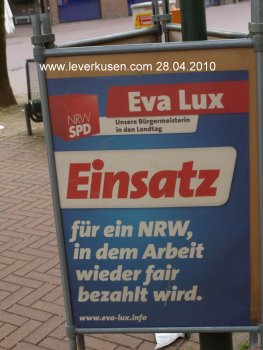 www.leverkusen.com 28.04.2010
NRW
SPD
Eva Lux
Unsere Bürgermeisterin
in den Landtag
Einsatz
für ein NRW,
in dem Arbeit
wieder fair
bezahlt wird.
www.eva-lux.info